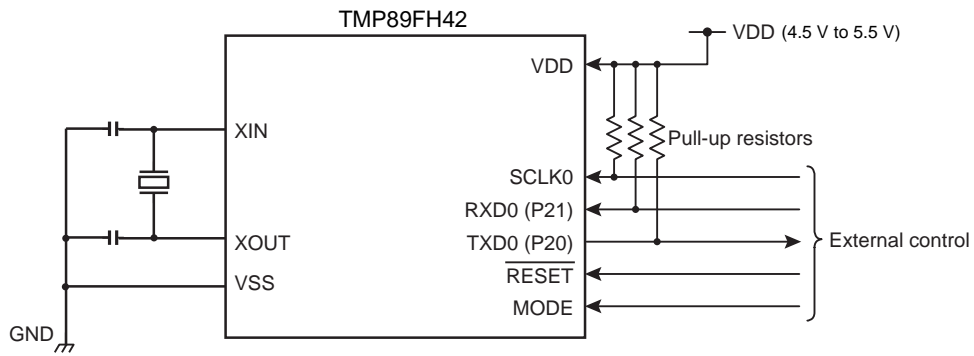 TMP89FH42
VDD (4.5 V to 5.5 V)
VDD
XIN
Pull-up resistors
SCLK0
RXD0 (P21)
XOUT
TXD0 (P20)
External control
VSS
RESET
MODE
GND